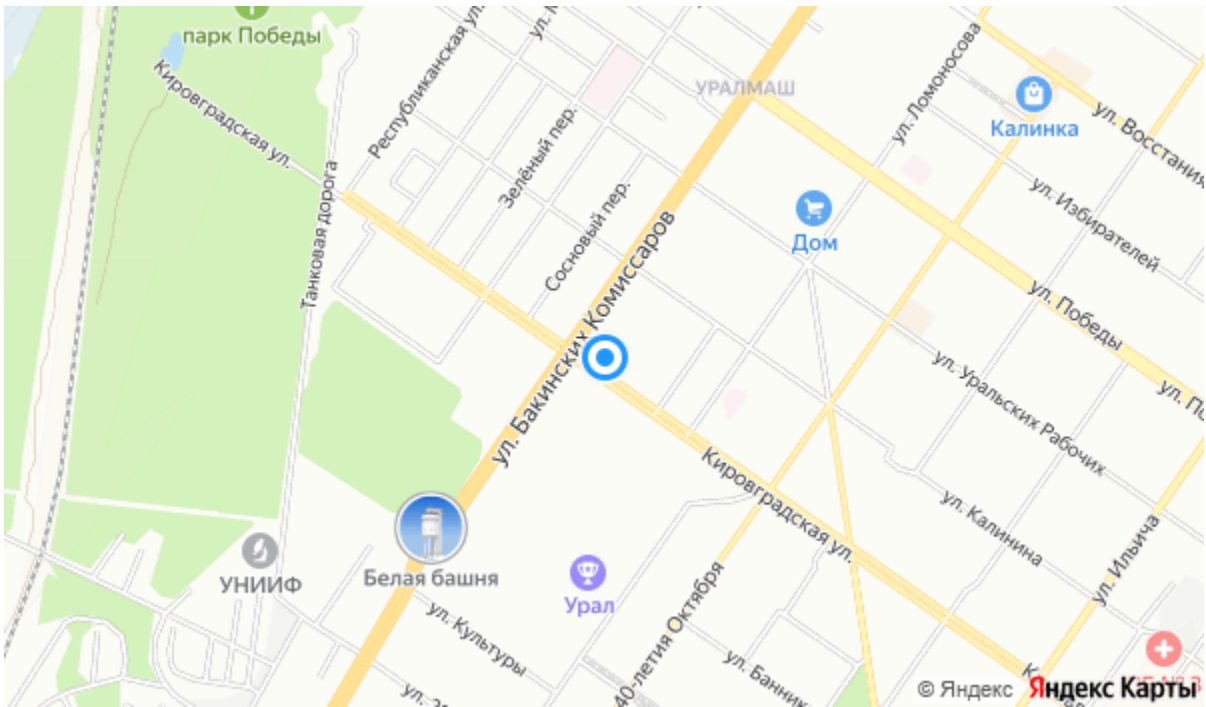 парк Победы
Кировградская ул.
Республиканская ул.
ул.
УРАЛМАШ
ул. Ломоносова
Калинка
ул. Восстания
Зелёный пер.
Танковая дорога
Сосновый пер.
ул. Бакинских Комиссаров
Дом
ул. Избирателей
ул. Победы
ул. Уральских Рабочих
Кировградская ул.
ул. Калинина
ул. Ильича
Белая башня
УНИИФ
Урал
ул. Культуры
40-летия Октября
ул. Банник
ул.
© Яндекс Яндекс Карты